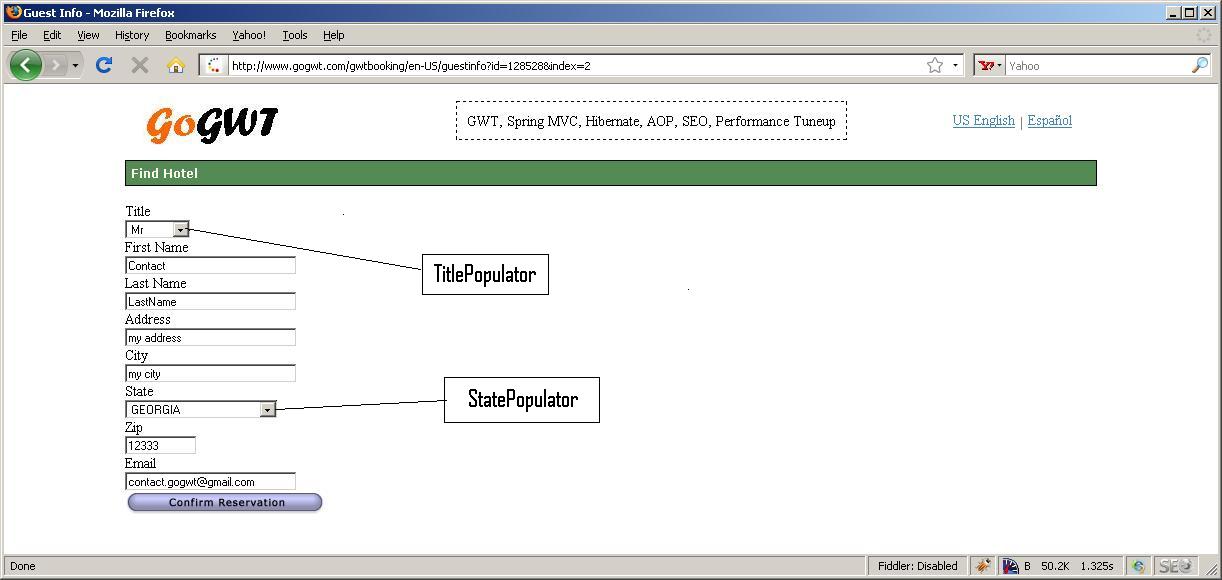 Guest Info - Mozilla Firefox
File Edit View History Bookmarks Yahoo! Tools Help
http://www.gogwt.com/gwtbooking/en-US/guestinfo?id=128528&index=2 Yahoo
GoGWT
GWT, Spring MVC, Hibernate, AOP, SEO, Performance Tuneup
US English | Español
Find Hotel
Title
Mr
First Name
TitlePopulator
Contact
Last Name
LastName
Address
my address
City
my city
State
StatePopulator
GEORGIA
Zip
12333
Email
contact.gogwt@gmail.com
Confirm Reservation
Done Fiddler: Disabled B 50.2K 1.325s SEO